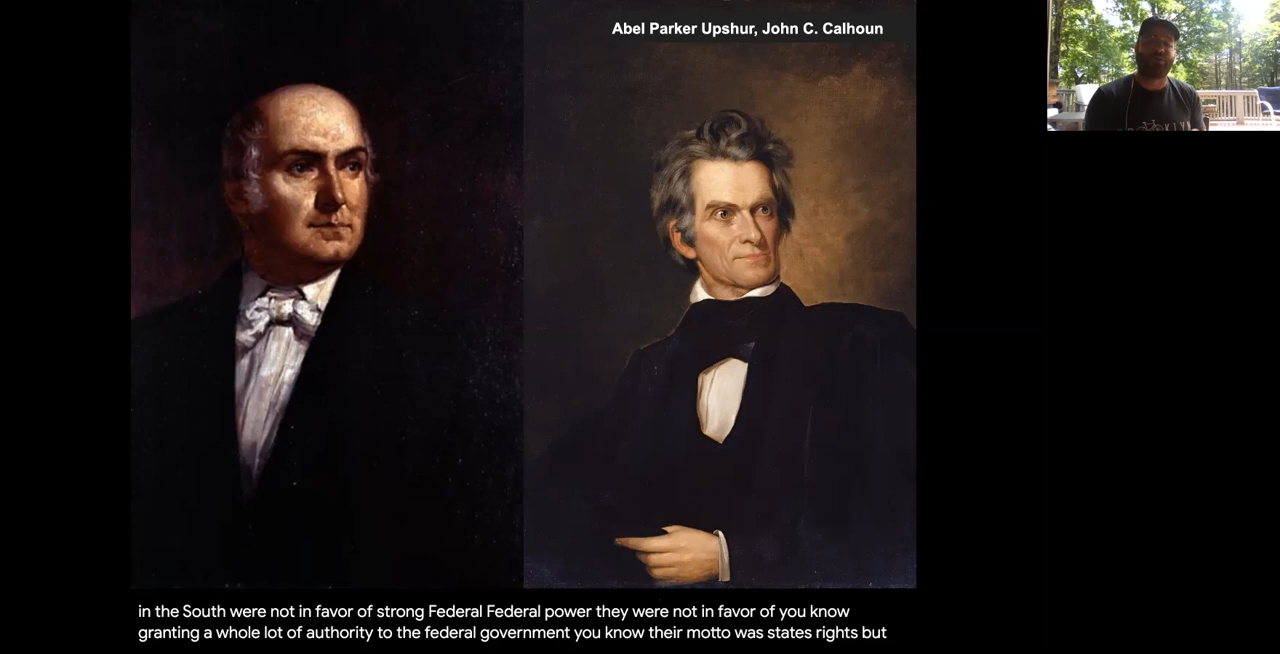 Abel Parker Upshur, John C. Calhoun
in the South were not in favor of strong Federal Federal power they were not in favor of you know
granting a whole lot of authority to the federal government you know their motto was states rights but